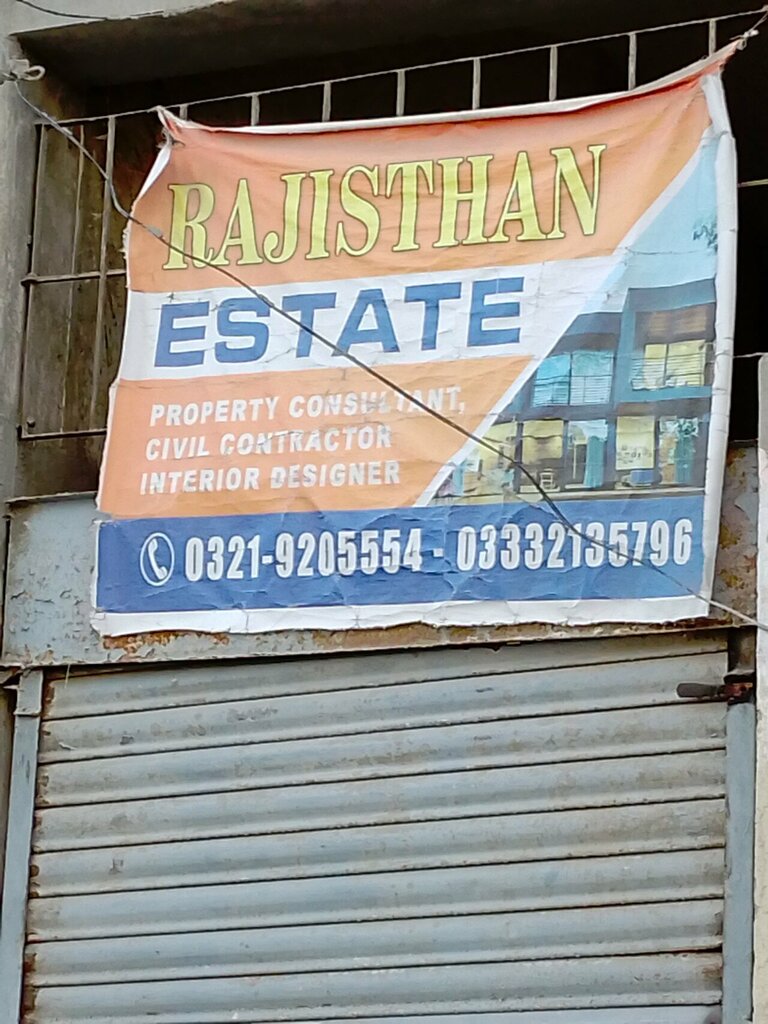 RAJISTHAN
ESTATE
PROPERTY CONSULTANT,
CIVIL CONTRACTOR
INTERIOR DESIGNER
0321-9205554 - 03332135796